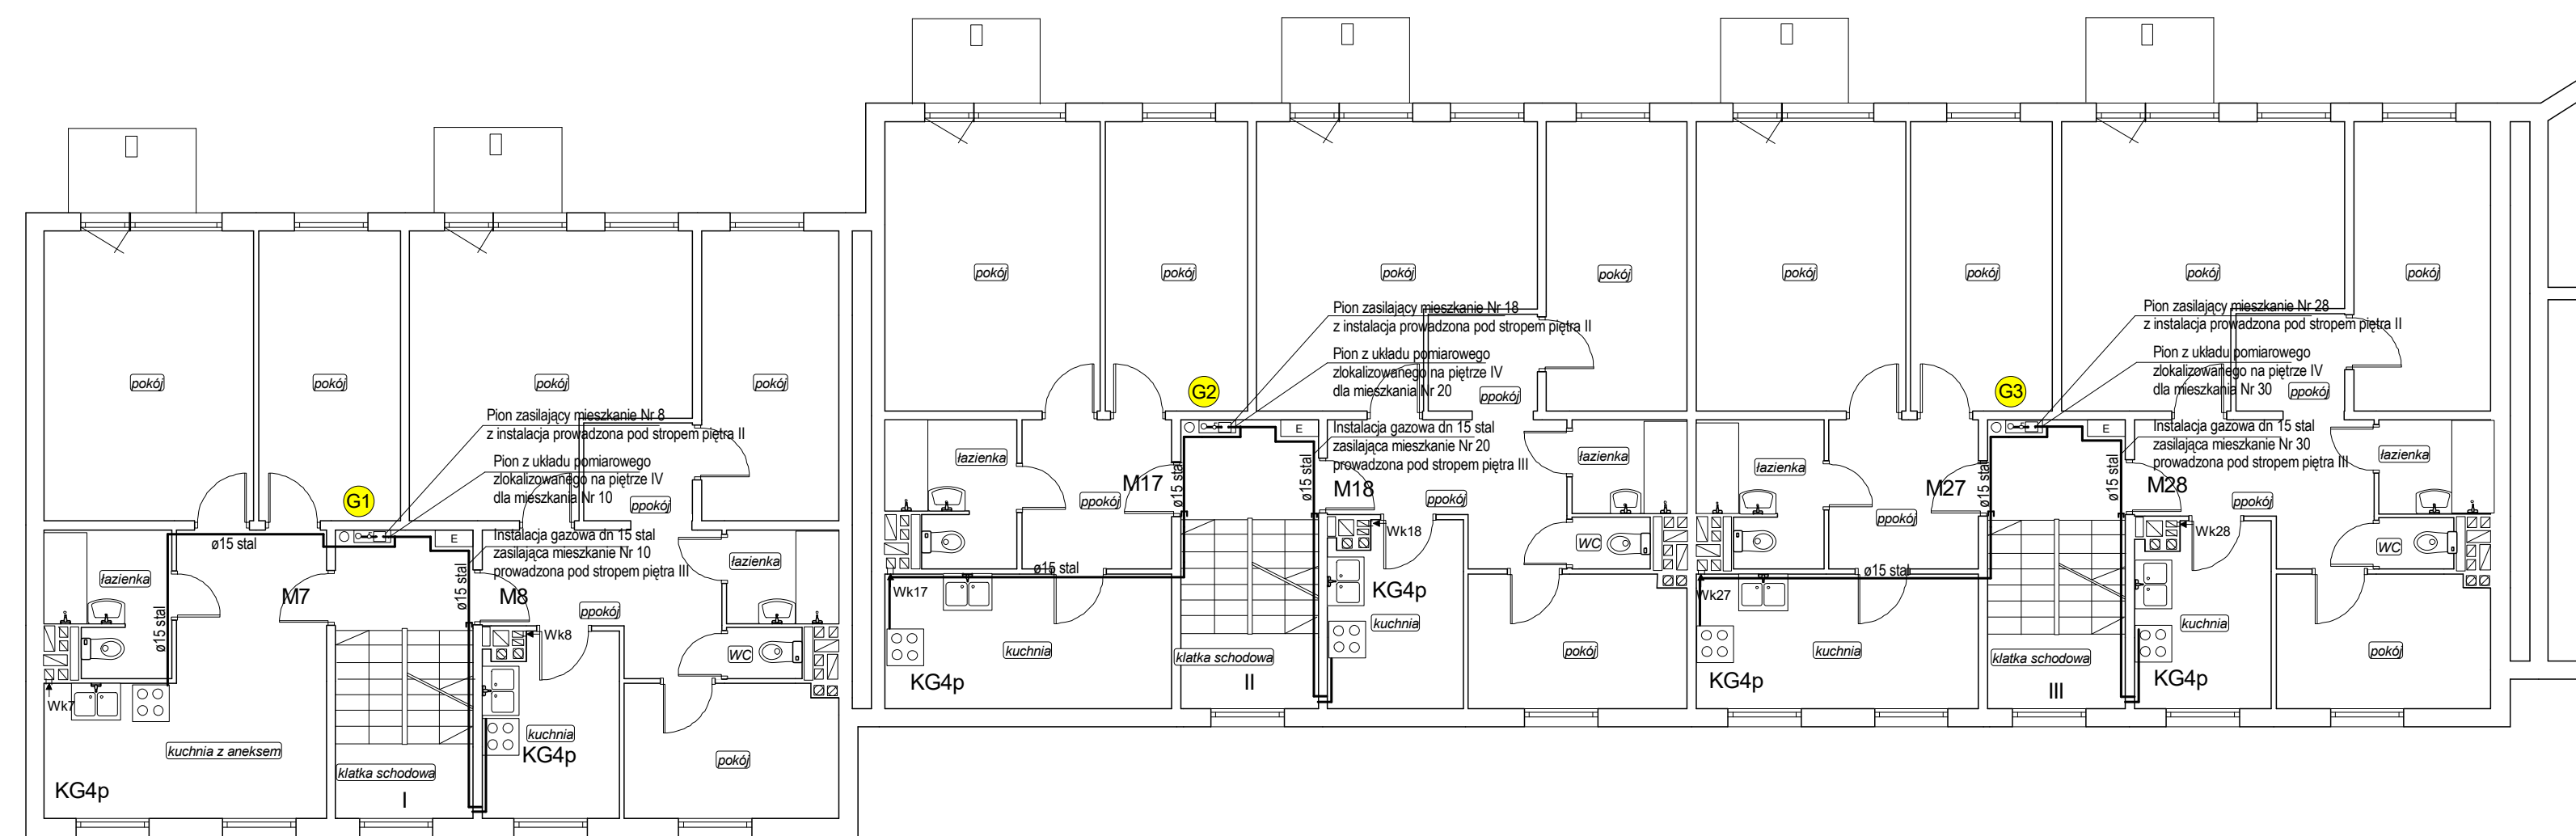 pokój
pokój
pokój
pokój
Pion zasilający mieszkanie Nr 8
z instalacja prowadzona pod stropem piętra II
Pion z układu pomiarowego
zlokalizowanego na piętrze IV
dla mieszkania Nr 10
G1
ppokój
E
Instalacja gazowa dn 15 stal
zasilająca mieszkanie Nr 10
prowadzona pod stropem piętra III
ø15 stal
łazienka
łazienka
ø15 stal
ø15 stal
M7
M8
ppokój
Wk8
WC
Wk7
kuchnia
KG4p
kuchnia z aneksem
pokój
klatka schodowa
KG4p
I
pokój
pokój
pokój
pokój
Pion zasilający mieszkanie Nr 18
z instalacja prowadzona pod stropem piętra II
Pion z układu pomiarowego
zlokalizowanego na piętrze IV
dla mieszkania Nr 20
G2
ppokój
E
Instalacja gazowa dn 15 stal
zasilająca mieszkanie Nr 20
prowadzona pod stropem piętra III
łazienka
łazienka
ø15 stal
ø15 stal
M17
M18
ppokój
ppokój
Wk18
WC
ø15 stal
Wk17
KG4p
kuchnia
kuchnia
klatka schodowa
pokój
KG4p
II
pokój
pokój
pokój
pokój
Pion zasilający mieszkanie Nr 28
z instalacja prowadzona pod stropem piętra II
Pion z układu pomiarowego
zlokalizowanego na piętrze IV
dla mieszkania Nr 30
G3
ppokój
E
Instalacja gazowa dn 15 stal
zasilająca mieszkanie Nr 30
prowadzona pod stropem piętra III
łazienka
łazienka
ø15 stal
ø15 stal
M27
M28
ppokój
ppokój
Wk28
WC
ø15 stal
Wk27
kuchnia
kuchnia
klatka schodowa
pokój
KG4p
KG4p
III